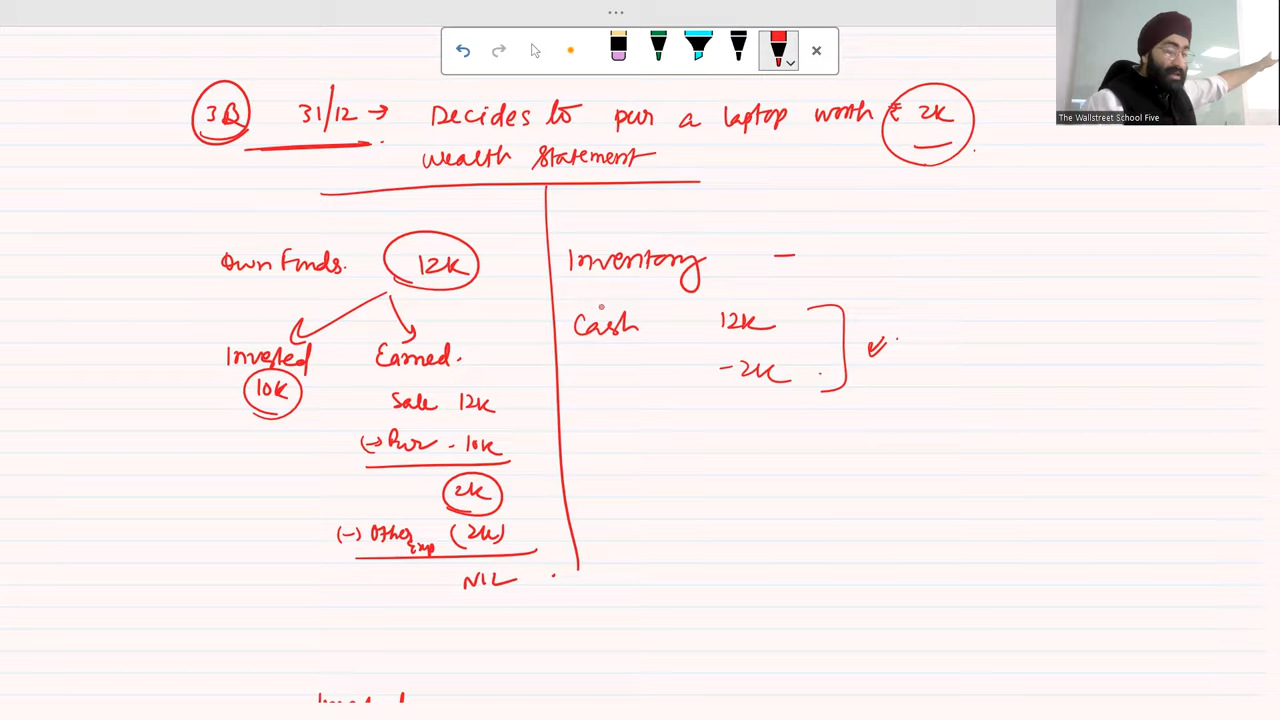 The Wallstreet School Five
3B 31/12 → Decides to pur a laptop worth ₹ 2K
Wealth Statement
Own Funds. 12K
Invested Earned.
10K
Sale 12K
(-) Pur - 10K
2K
(-) Other Exp (2K)
NIL
Inventory —
Cash 12K
-2K